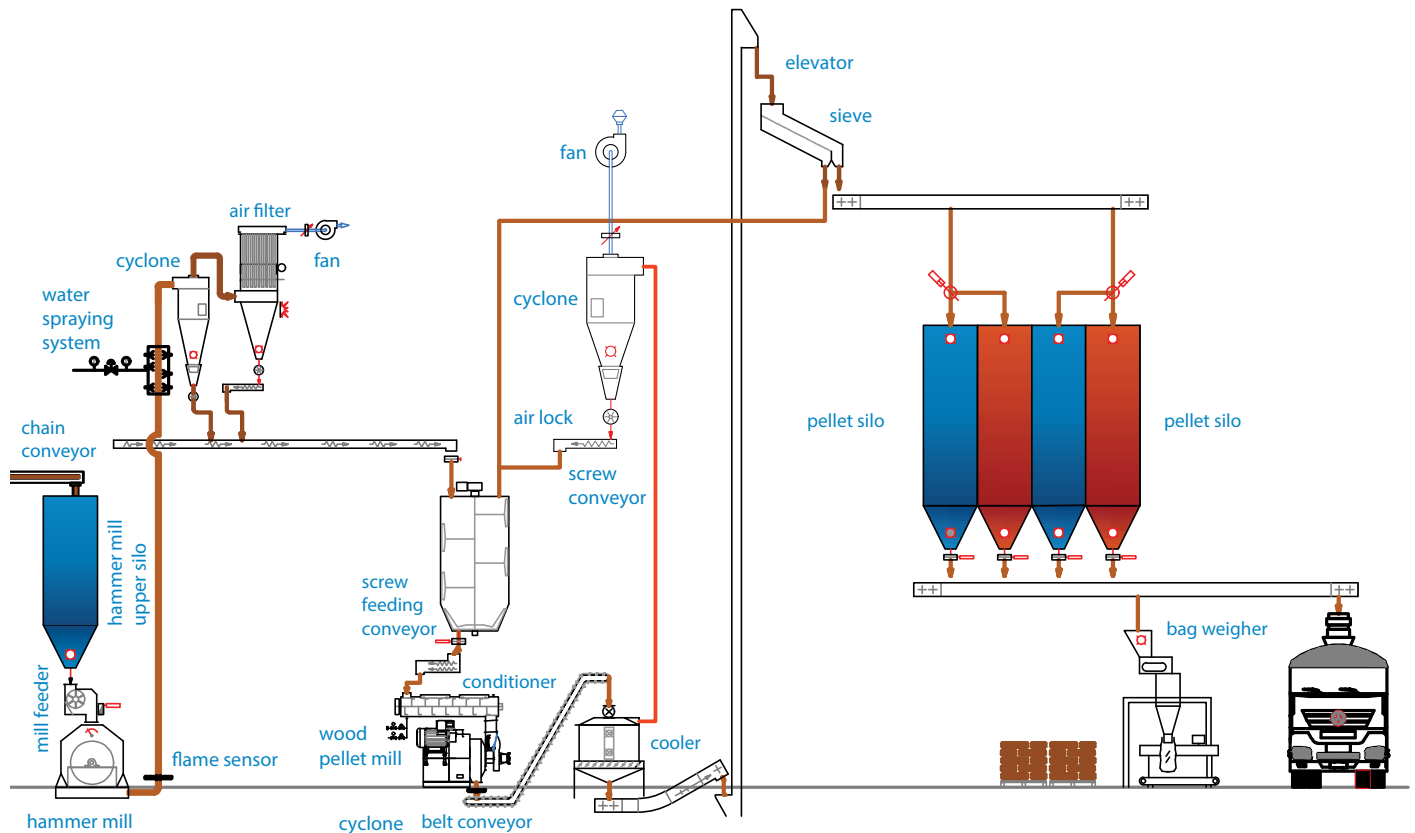 elevator
sieve
fan
air filter
fan
cyclone
water
spraying
system
cyclone
pellet silo
pellet silo
air lock
chain
conveyor
screw
conveyor
hammer mill
upper silo
screw
feeding
conveyor
bag weigher
mill feeder
conditioner
wood
pellet mill
cooler
flame sensor
hammer mill
cyclone
belt conveyor